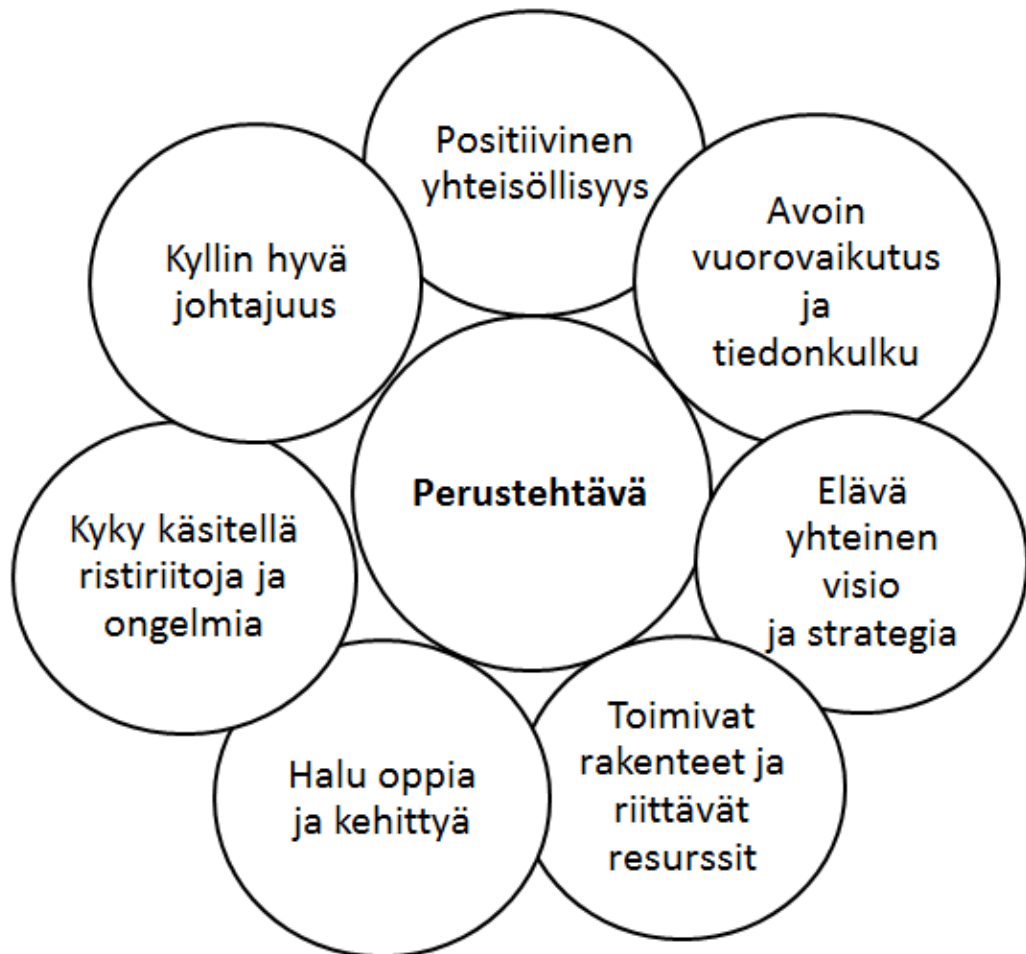 Positiivinen
yhteisöllisyys
Avoin
vuorovaikutus
ja
tiedonkulku
Elävä
yhteinen
visio
ja strategia
Toimivat
rakenteet ja
riittävät
resurssit
Halu oppia
ja kehittyä
Kyky käsitellä
ristiriitoja ja
ongelmia
Kyllin hyvä
johtajuus
Perustehtävä